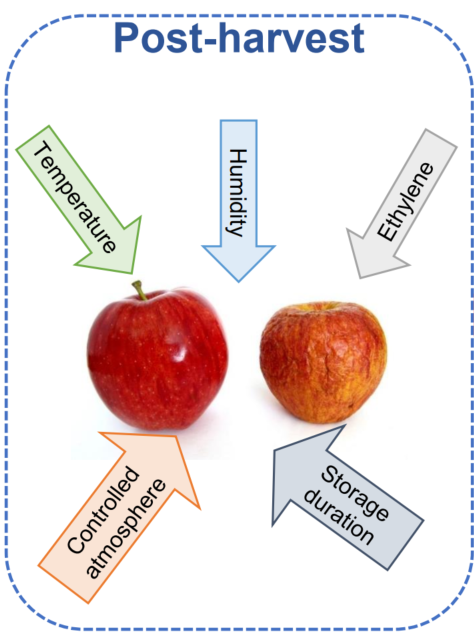 Post-harvest
Temperature
Humidity
Ethylene
Controlled
atmosphere
Storage
duration